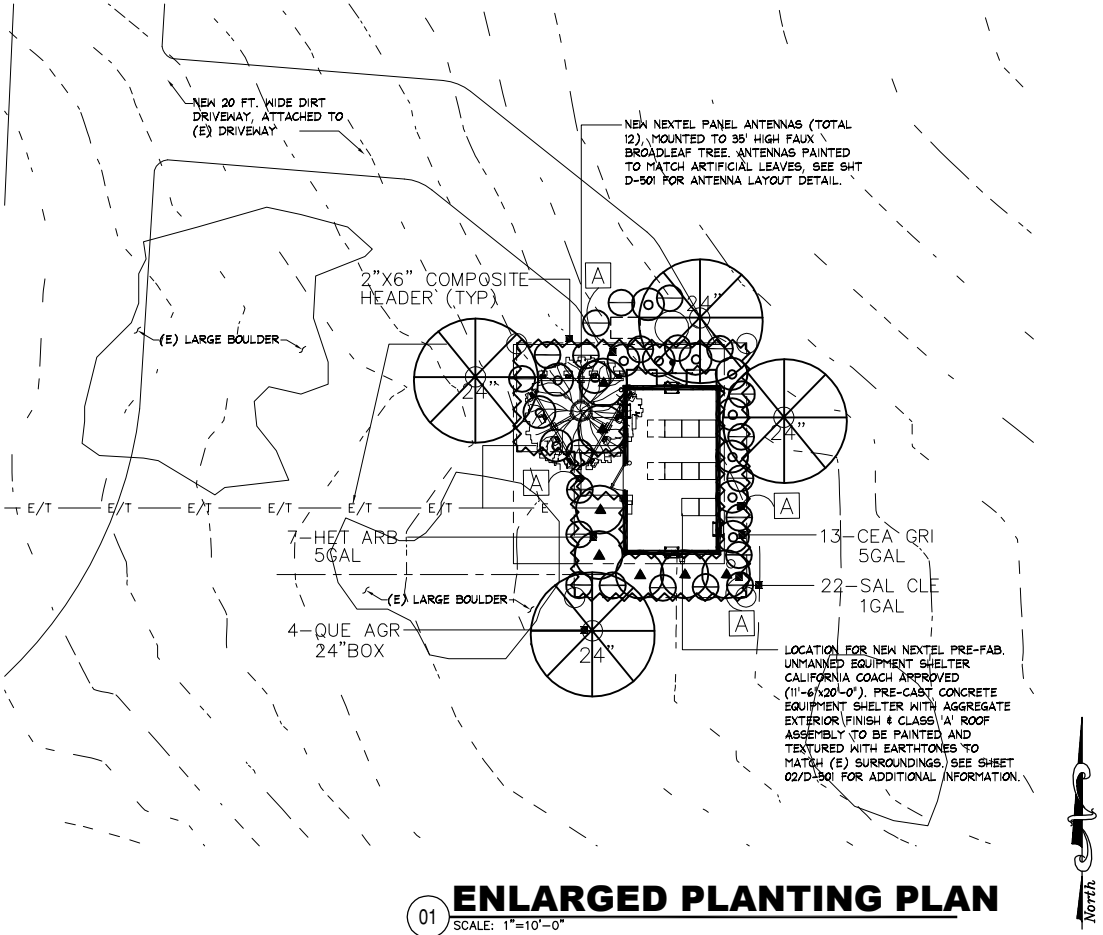 NEW 20 FT. WIDE DIRT
DRIVEWAY, ATTACHED TO
(E) DRIVEWAY
NEW NEXTEL PANEL ANTENNAS (TOTAL
12), MOUNTED TO 35' HIGH FAUX
BROADLEAF TREE. ANTENNAS PAINTED
TO MATCH ARTIFICIAL LEAVES, SEE SHT
D-501 FOR ANTENNA LAYOUT DETAIL.
2"X6" COMPOSITE
HEADER (TYP)
A
24"
(E) LARGE BOULDER
24"
24"
A
A
E/T
E/T
E/T
E/T
E/T
E
7-HET ARB
5GAL
13-CEA GRI
5GAL
(E) LARGE BOULDER
22-SAL CLE
1GAL
4-QUE AGR
24"BOX
24"
A
LOCATION FOR NEW NEXTEL PRE-FAB.
UNMANNED EQUIPMENT SHELTER
CALIFORNIA COACH APPROVED
(11'-6"x20'-0"). PRE-CAST CONCRETE
EQUIPMENT SHELTER WITH AGGREGATE
EXTERIOR FINISH & CLASS 'A' ROOF
ASSEMBLY TO BE PAINTED AND
TEXTURED WITH EARTHTONES TO
MATCH (E) SURROUNDINGS. SEE SHEET
02/D-501 FOR ADDITIONAL INFORMATION.
North
01
ENLARGED PLANTING PLAN
SCALE: 1"=10'-0"